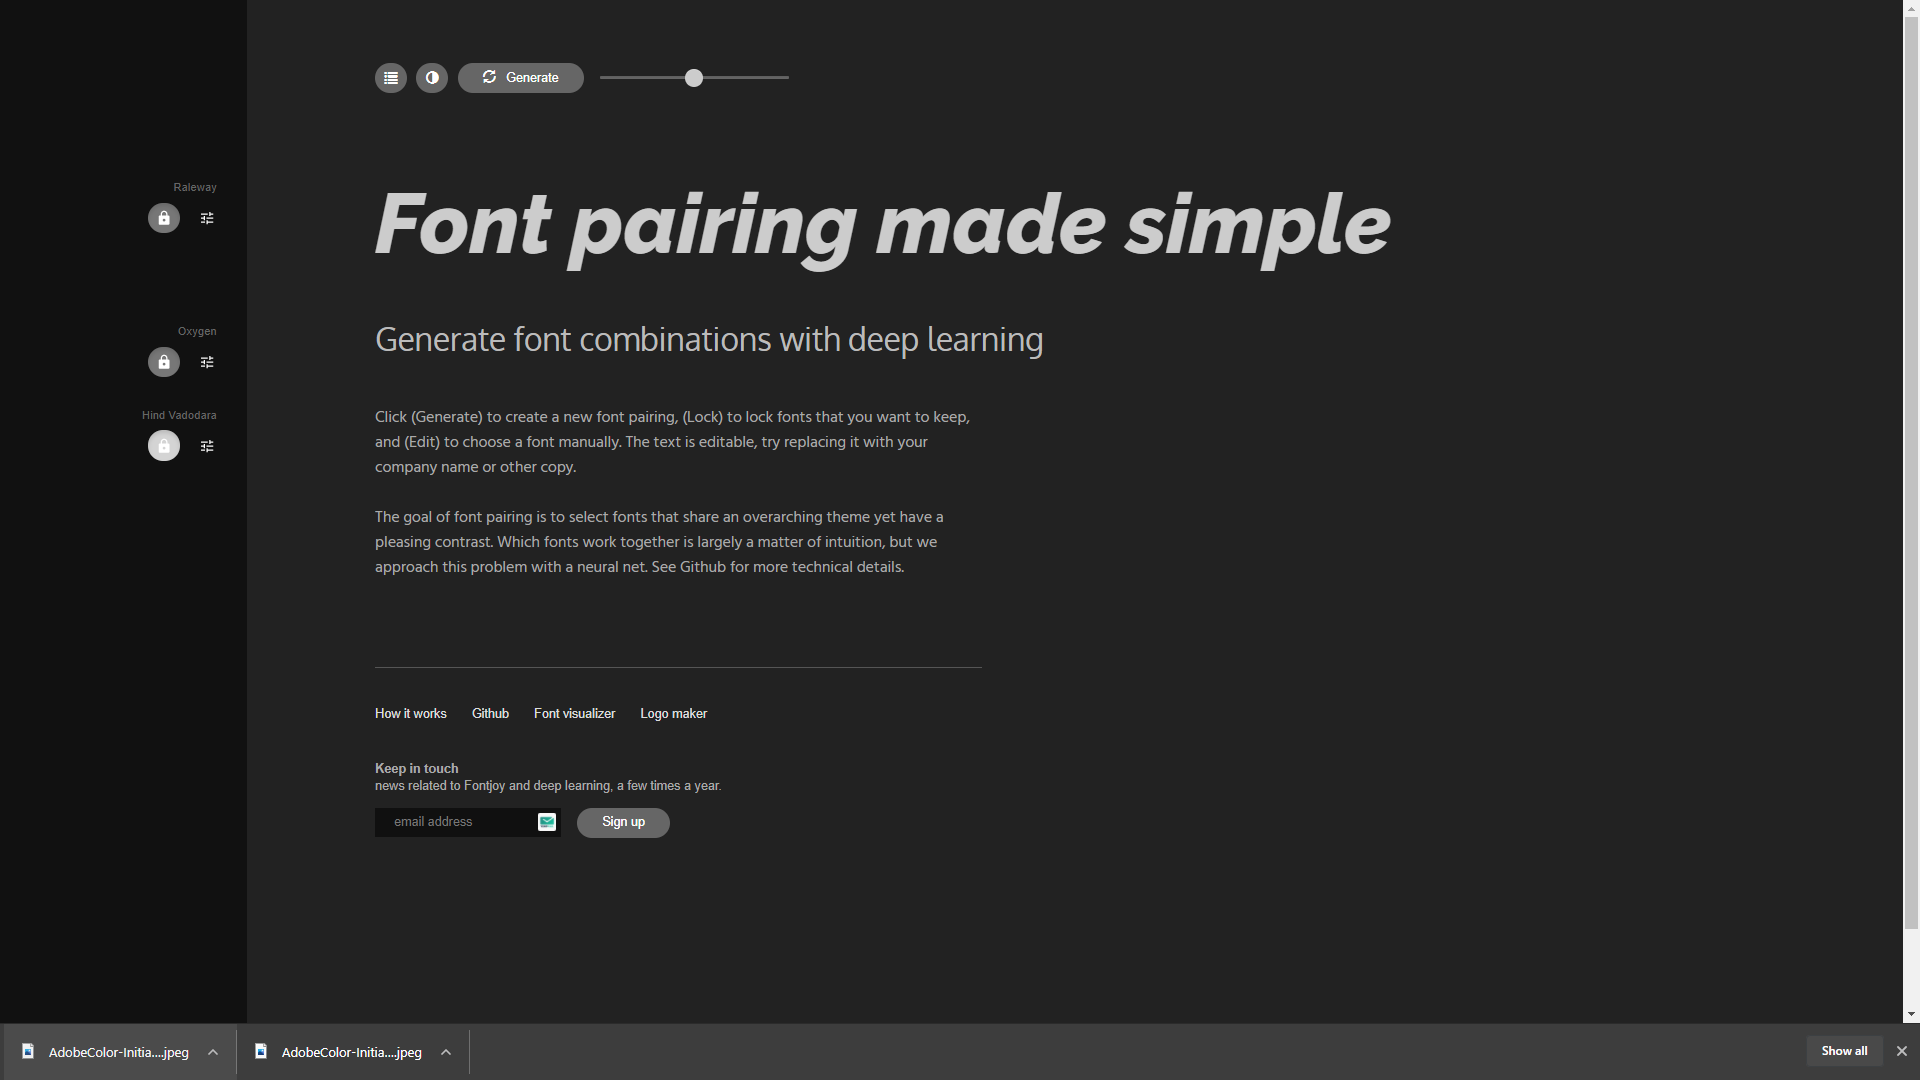 Generate
Raleway
Font pairing made simple
Oxygen
Generate font combinations with deep learning
Hind Vadodara
Click (Generate) to create a new font pairing, (Lock) to lock fonts that you want to keep,
and (Edit) to choose a font manually. The text is editable, try replacing it with your
company name or other copy.
The goal of font pairing is to select fonts that share an overarching theme yet have a
pleasing contrast. Which fonts work together is largely a matter of intuition, but we
approach this problem with a neural net. See Github for more technical details.
How it works Github Font visualizer Logo maker
Keep in touch
news related to Fontjoy and deep learning, a few times a year.
email address Sign up
AdobeColor-Initia....jpeg AdobeColor-Initia....jpeg Show all